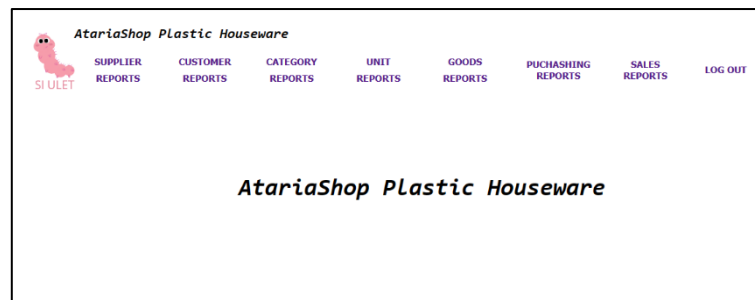 AtariaShop Plastic Houseware
SI ULET
SUPPLIER REPORTS
CUSTOMER REPORTS
CATEGORY REPORTS
UNIT REPORTS
GOODS REPORTS
PUCHASHING REPORTS
SALES REPORTS
LOG OUT
AtariaShop Plastic Houseware